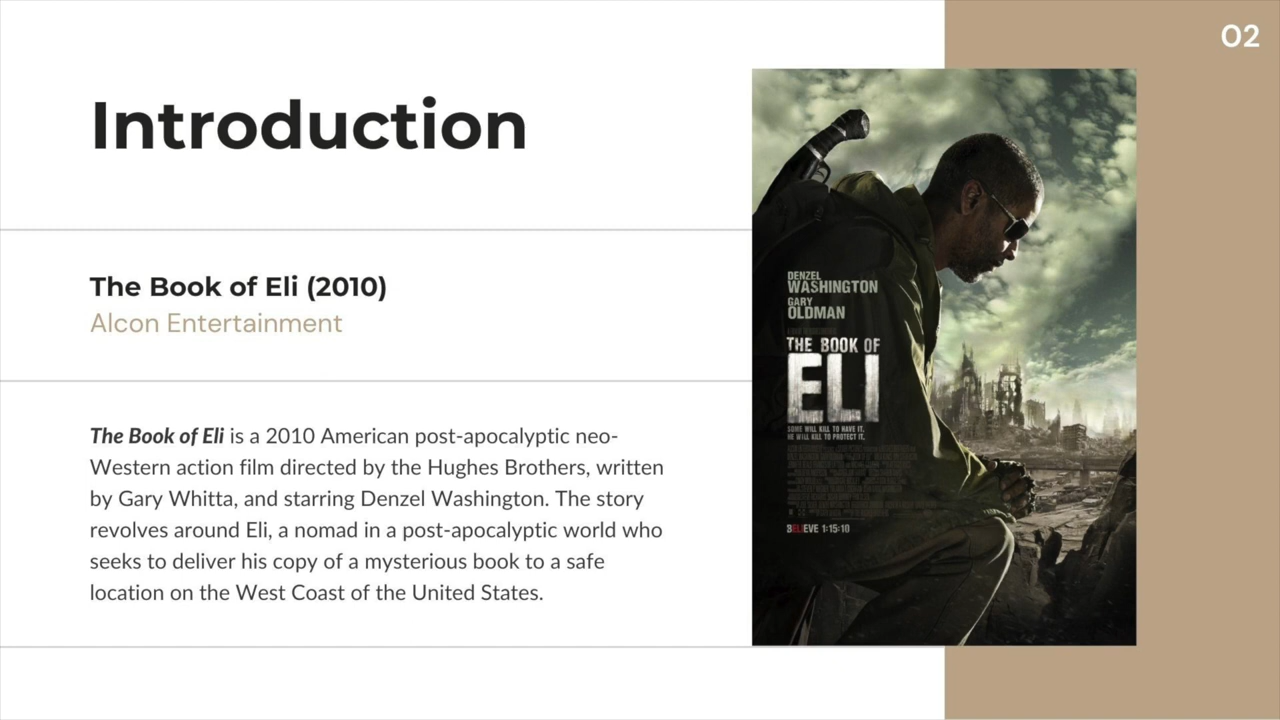 02
Introduction
The Book of Eli (2010)
Alcon Entertainment
The Book of Eli is a 2010 American post-apocalyptic neo-
Western action film directed by the Hughes Brothers, written
by Gary Whitta, and starring Denzel Washington. The story
revolves around Eli, a nomad in a post-apocalyptic world who
seeks to deliver his copy of a mysterious book to a safe
location on the West Coast of the United States.
DENZEL
WASHINGTON
GARY
OLDMAN
THE BOOK OF
ELI
SOME WILL KILL TO HAVE IT.
HE WILL KILL TO PROTECT IT.
BELIEVE 1:15:10